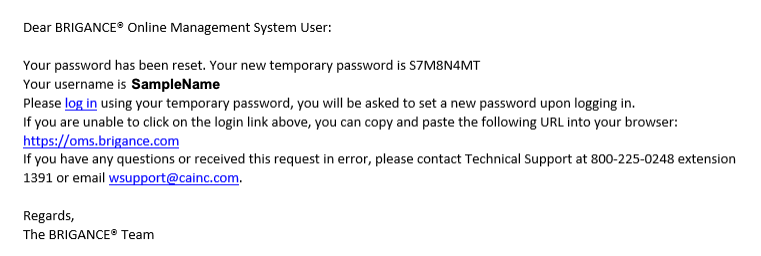 Dear BRIGANCE® Online Management System User:
Your password has been reset. Your new temporary password is S7M8N4MT
Your username is SampleName
Please log in using your temporary password, you will be asked to set a new password upon logging in.
If you are unable to click on the login link above, you can copy and paste the following URL into your browser:
https://oms.brigance.com
If you have any questions or received this request in error, please contact Technical Support at 800-225-0248 extension
1391 or email wsupport@cainc.com.
Regards,
The BRIGANCE® Team